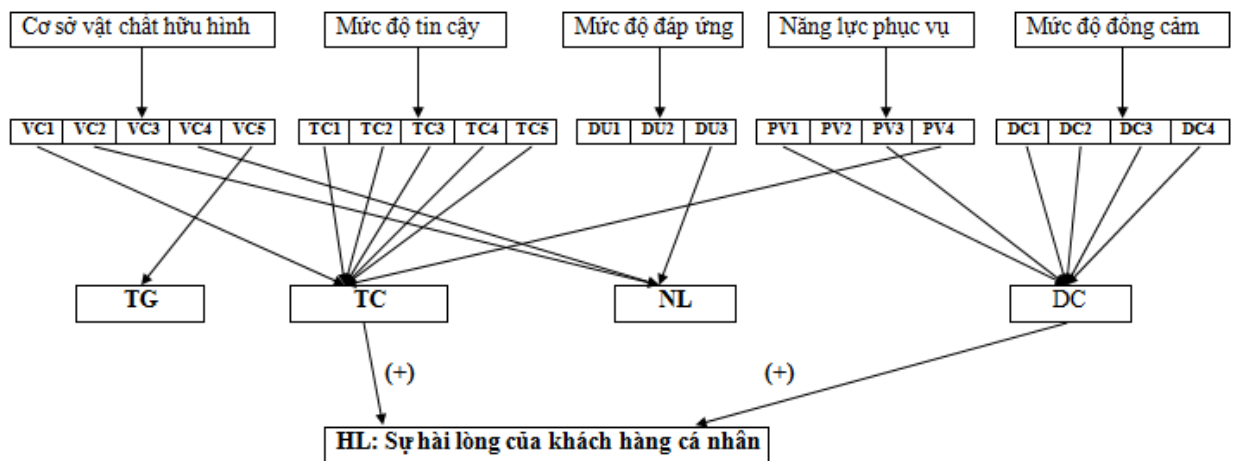 Cơ sở vật chất hữu hình Mức độ tin cậy Mức độ đáp ứng Năng lực phục vụ Mức độ đồng cảm
VC1 VC2 VC3 VC4 VC5 TC1 TC2 TC3 TC4 TC5 DU1 DU2 DU3 PV1 PV2 PV3 PV4 DC1 DC2 DC3 DC4
TG TC NL DC
(+) (+)
HL: Sự hài lòng của khách hàng cá nhân